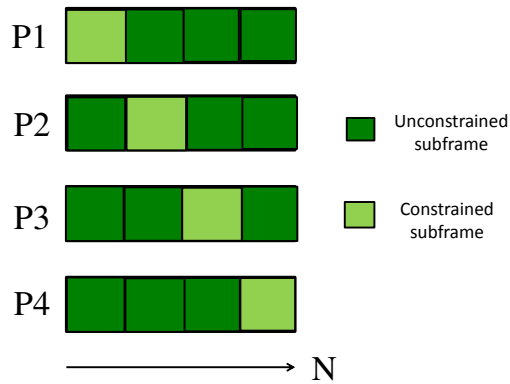 P1
P2
Unconstrained
subframe
P3
Constrained
subframe
P4
N